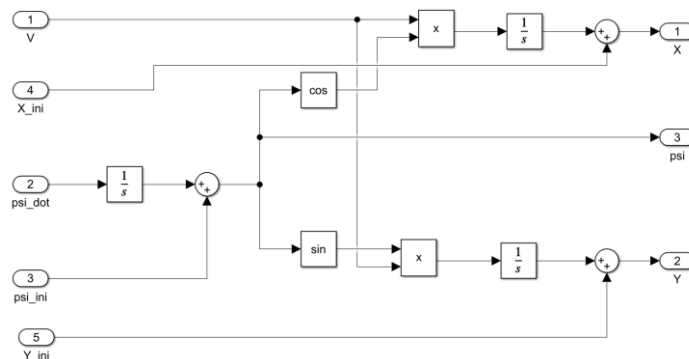 1
V
x
1
s
+
+
1
X
4
X_ini
cos
3
psi
2
psi_dot
1
s
+
+
sin
x
1
s
+
+
2
Y
3
psi_ini
5
Y_ini